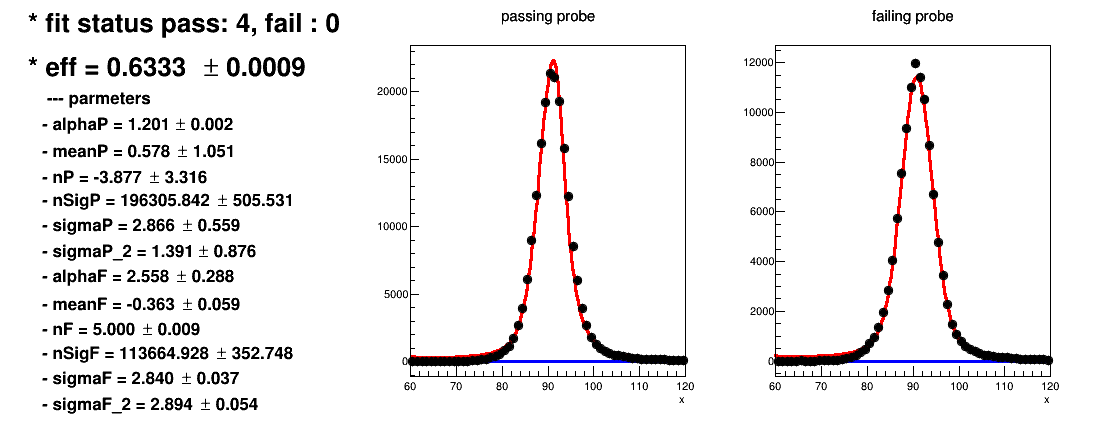 * fit status pass: 4, fail : 0
* eff = 0.6333 ± 0.0009
--- parmeters
- alphaP = 1.201 ± 0.002
- meanP = 0.578 ± 1.051
- nP = -3.877 ± 3.316
- nSigP = 196305.842 ± 505.531
- sigmaP = 2.866 ± 0.559
- sigmaP_2 = 1.391 ± 0.876
- alphaF = 2.558 ± 0.288
- meanF = -0.363 ± 0.059
- nF = 5.000 ± 0.009
- nSigF = 113664.928 ± 352.748
- sigmaF = 2.840 ± 0.037
- sigmaF_2 = 2.894 ± 0.054
passing probe
20000
15000
10000
5000
0
60 70 80 90 100 110 120
x
failing probe
12000
10000
8000
6000
4000
2000
0
60 70 80 90 100 110 120
x